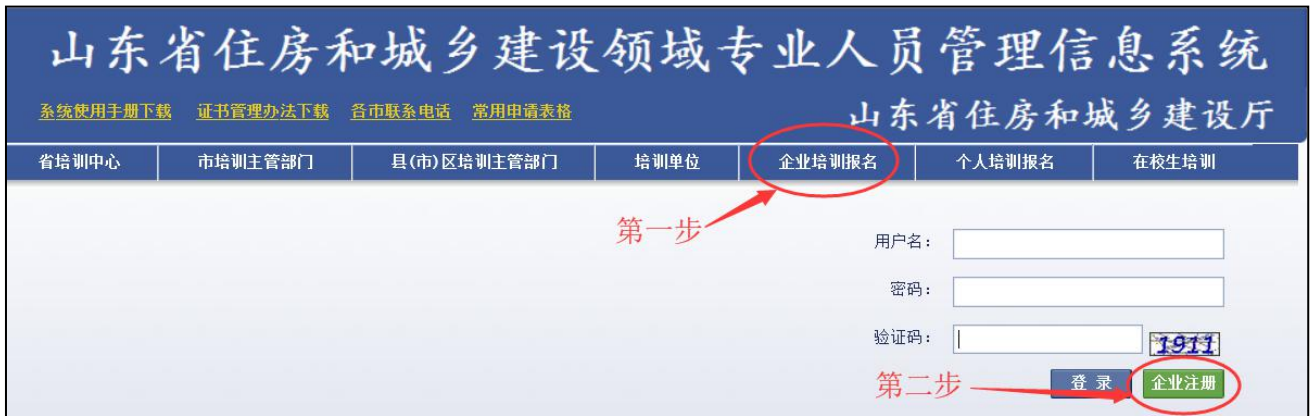 山东省住房和城乡建设领域专业人员管理信息系统
系统使用手册下载 证书管理办法下载 各市联系电话 常用申请表格
山东省住房和城乡建设厅
省培训中心 市培训主管部门 县(市)区培训主管部门 培训单位 企业培训报名 个人培训报名 在校生培训
第一步
用户名：
密码：
验证码： 1911
第二步 登 录 企业注册